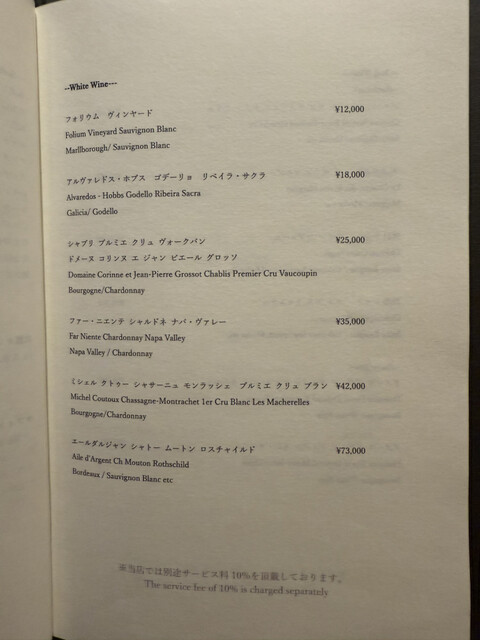 --White Wine---
フォリウム　ヴィンヤード ¥12,000
Folium Vineyard Sauvignon Blanc
Marllborough/ Sauvignon Blanc
アルヴァレドス・ホブス　ゴデーリョ　リベイラ・サクラ ¥18,000
Alvaredos - Hobbs Godello Ribeira Sacra
Galicia/ Godello
シャブリ プルミエ クリュ ヴォークパン ¥25,000
ドメーヌ コリンヌ エ ジャン ピエール グロッソ
Domaine Corinne et Jean-Pierre Grossot Chablis Premier Cru Vaucoupin
Bourgogne/Chardonnay
ファー・ニエンテ シャルドネ ナパ・ヴァレー ¥35,000
Far Niente Chardonnay Napa Valley
Napa Valley / Chardonnay
ミシェル クトゥー シャサーニュ モンラッシェ　プルミエ クリュ ブラン ¥42,000
Michel Coutoux Chassagne-Montrachet 1er Cru Blanc Les Macherelles
Bourgogne/Chardonnay
エールダルジャン シャトー ムートン ロスチャイルド ¥73,000
Aile d'Argent Ch Mouton Rothschild
Bordeaux / Sauvignon Blanc etc
※当店では別途サービス料 10%を頂戴しております。
The service fee of 10% is charged separately